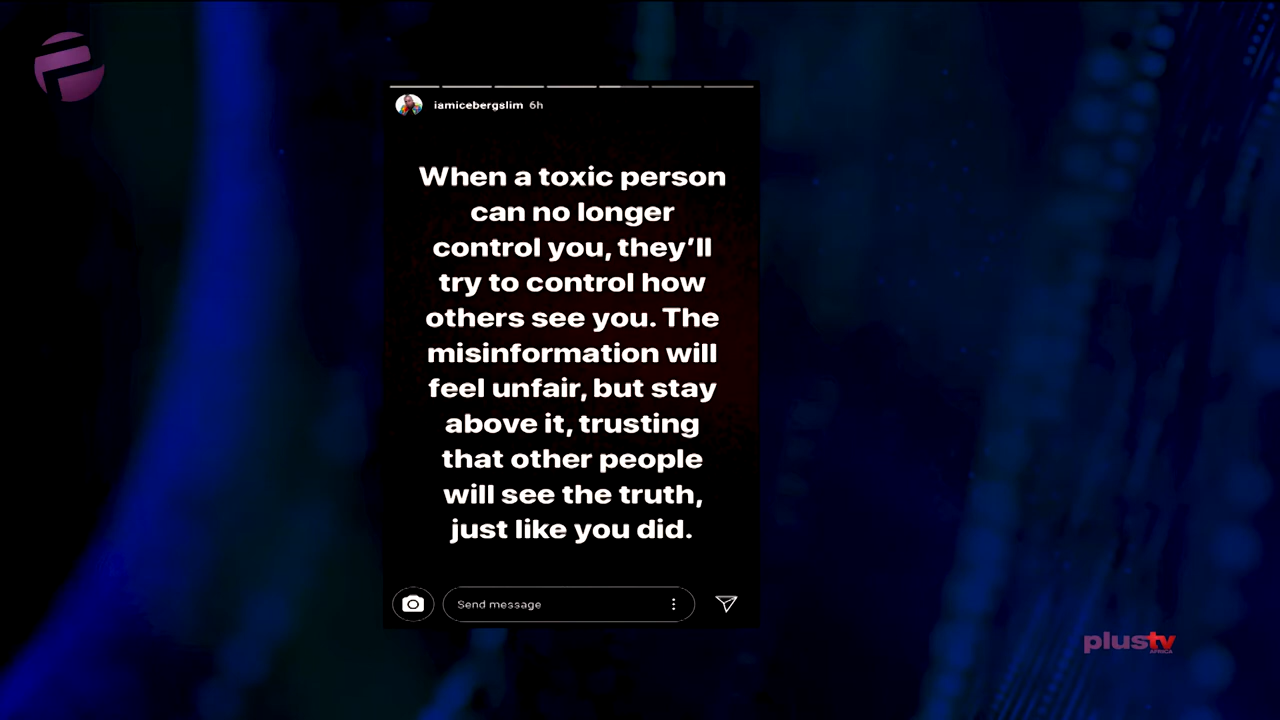 iamicebergslim 6h
When a toxic person
can no longer
control you, they’ll
try to control how
others see you. The
misinformation will
feel unfair, but stay
above it, trusting
that other people
will see the truth,
just like you did.
Send message
plustv
AFRICA